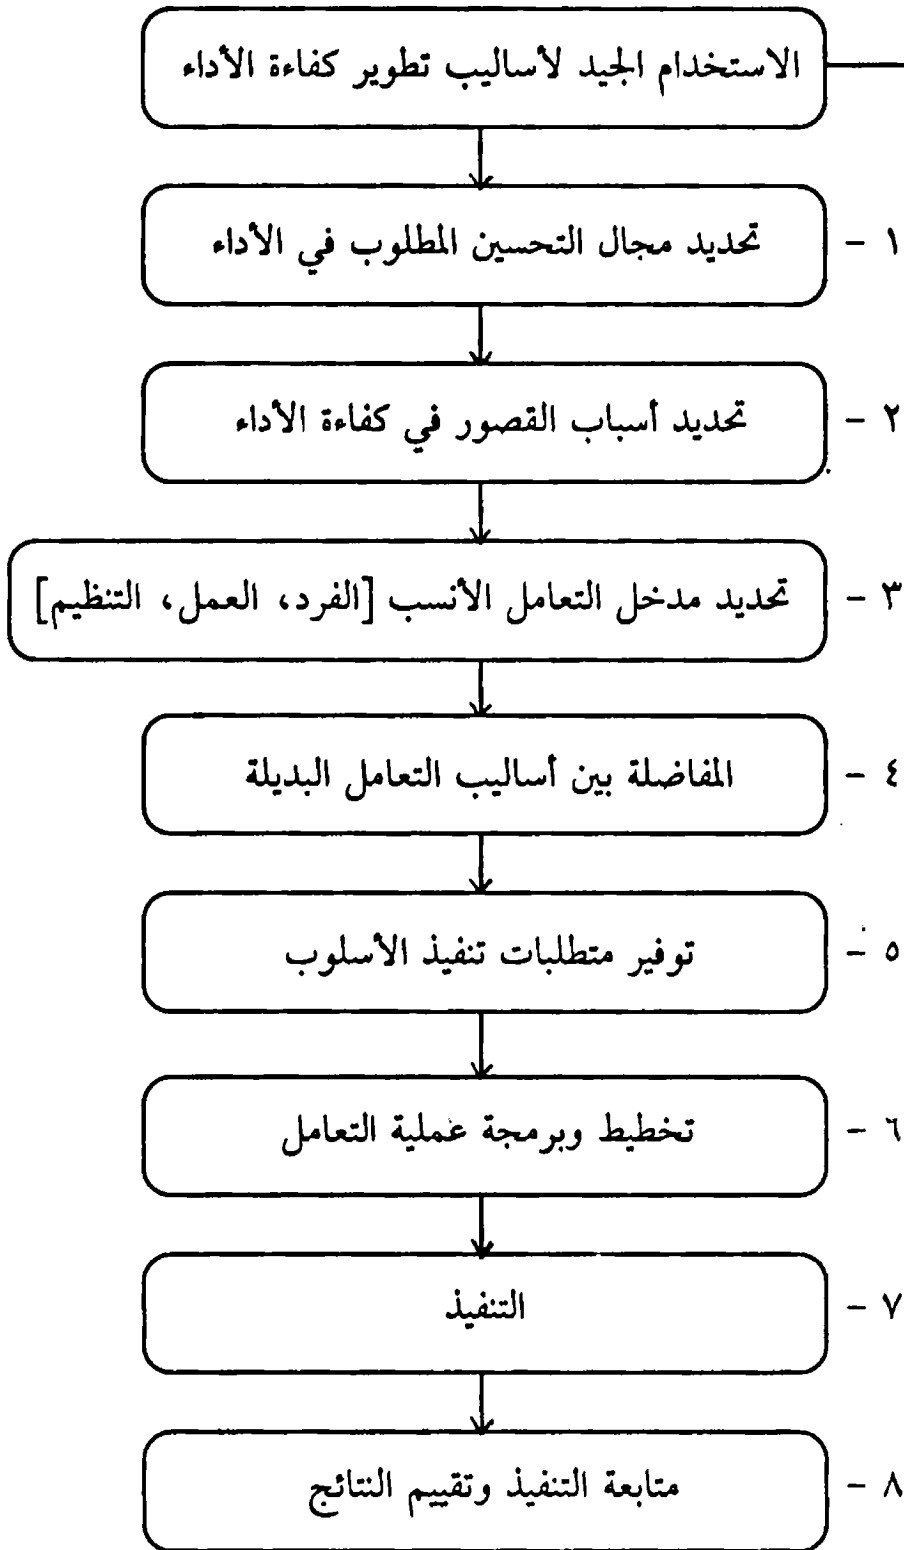 الاستخدام الجيد لأساليب تطوير كفاءة الأداء
١ - تحديد مجال التحسين المطلوب في الأداء
٢ - تحديد أسباب القصور في كفاءة الأداء
٣ - تحديد مدخل التعامل الأنسب [الفرد، العمل، التنظيم]
٤ - المفاضلة بين أساليب التعامل البديلة
٥ - توفير متطلبات تنفيذ الأسلوب
٦ - تخطيط وبرمجة عملية التعامل
٧ - التنفيذ
٨ - متابعة التنفيذ وتقييم النتائج